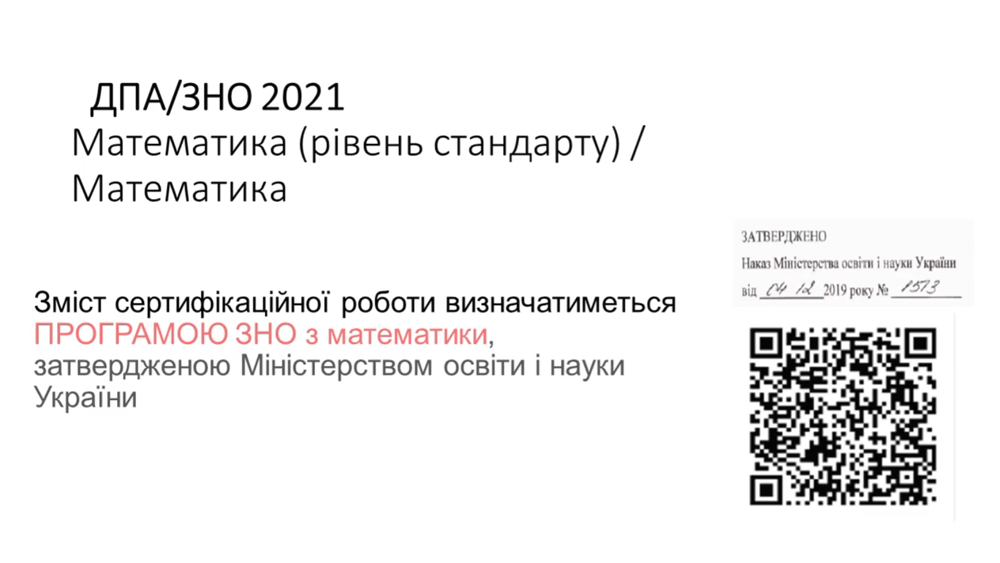 ДПА/ЗНО 2021
Математика (рівень стандарту) /
Математика
Зміст сертифікаційної роботи визначатиметься
ПРОГРАМОЮ ЗНО з математики,
затвердженою Міністерством освіти і науки
України
ЗАТВЕРДЖЕНО
Наказ Міністерства освіти і науки України
від 04 12 2019 року № 1513